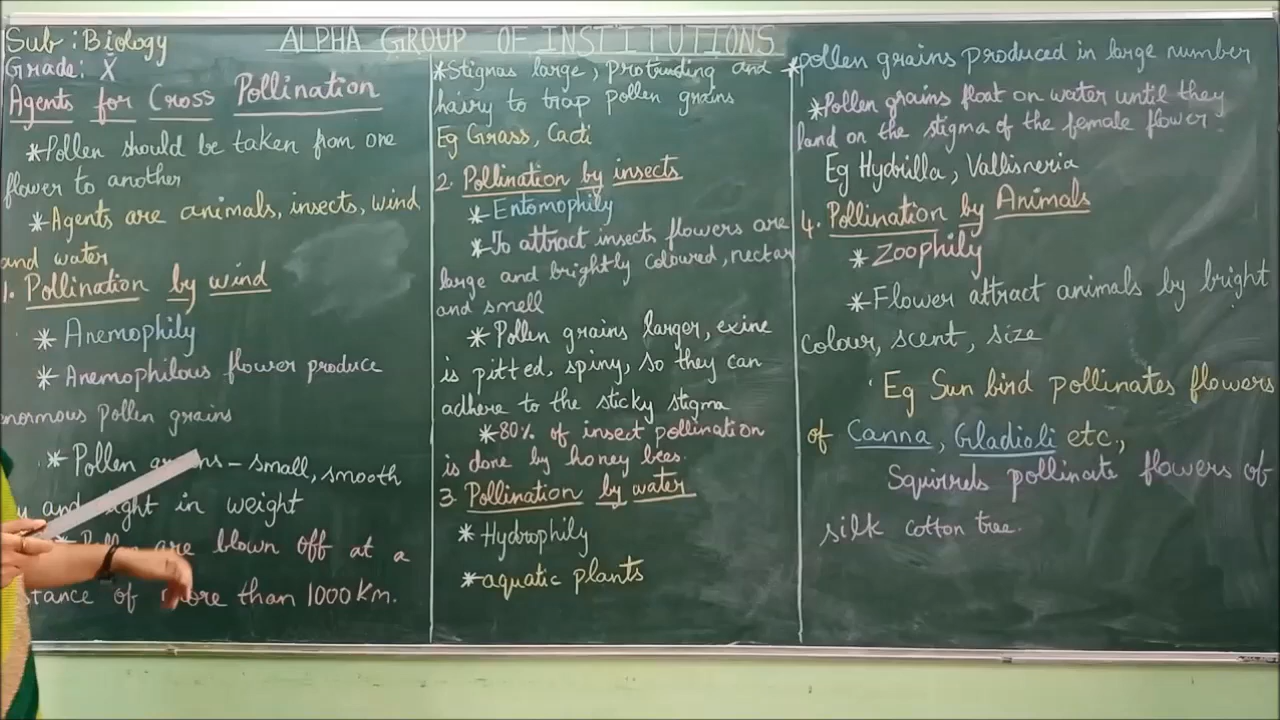 ALPHA GROUP OF INSTITUTIONS
Sub : Biology
Grade: X
Agents for Cross Pollination
*Pollen should be taken from one
flower to another
*Agents are animals, insects, wind
and water
1. Pollination by wind
* Anemophily
* Anemophilous flower produce
enormous pollen grains
* Pollen – small, smooth
and in weight
* are blown off at a
of than 1000 Km.
*Stigmas large, protruding and
hairy to trap pollen grains
Eg Grass, Cacti
2. Pollination by insects
*Entomophily
*To attract insects flowers are
large and brightly coloured, nectar
and smell
* Pollen grains larger, exine
is pitted, spiny, so they can
adhere to the sticky stigma
*80% of insect pollination
is done by honey bees.
3. Pollination by water
* Hydrophily
*aquatic plants
*pollen grains produced in large number
*Pollen grains float on water until they
land on the stigma of the female flower.
Eg Hydrilla, Vallisneria
4. Pollination by Animals
* Zoophily
*Flower attract animals by bright
colour, scent, size
Eg Sun bird pollinates flowers
of Canna, Gladioli etc.,
Squirrels pollinate flowers of
silk cotton tree.